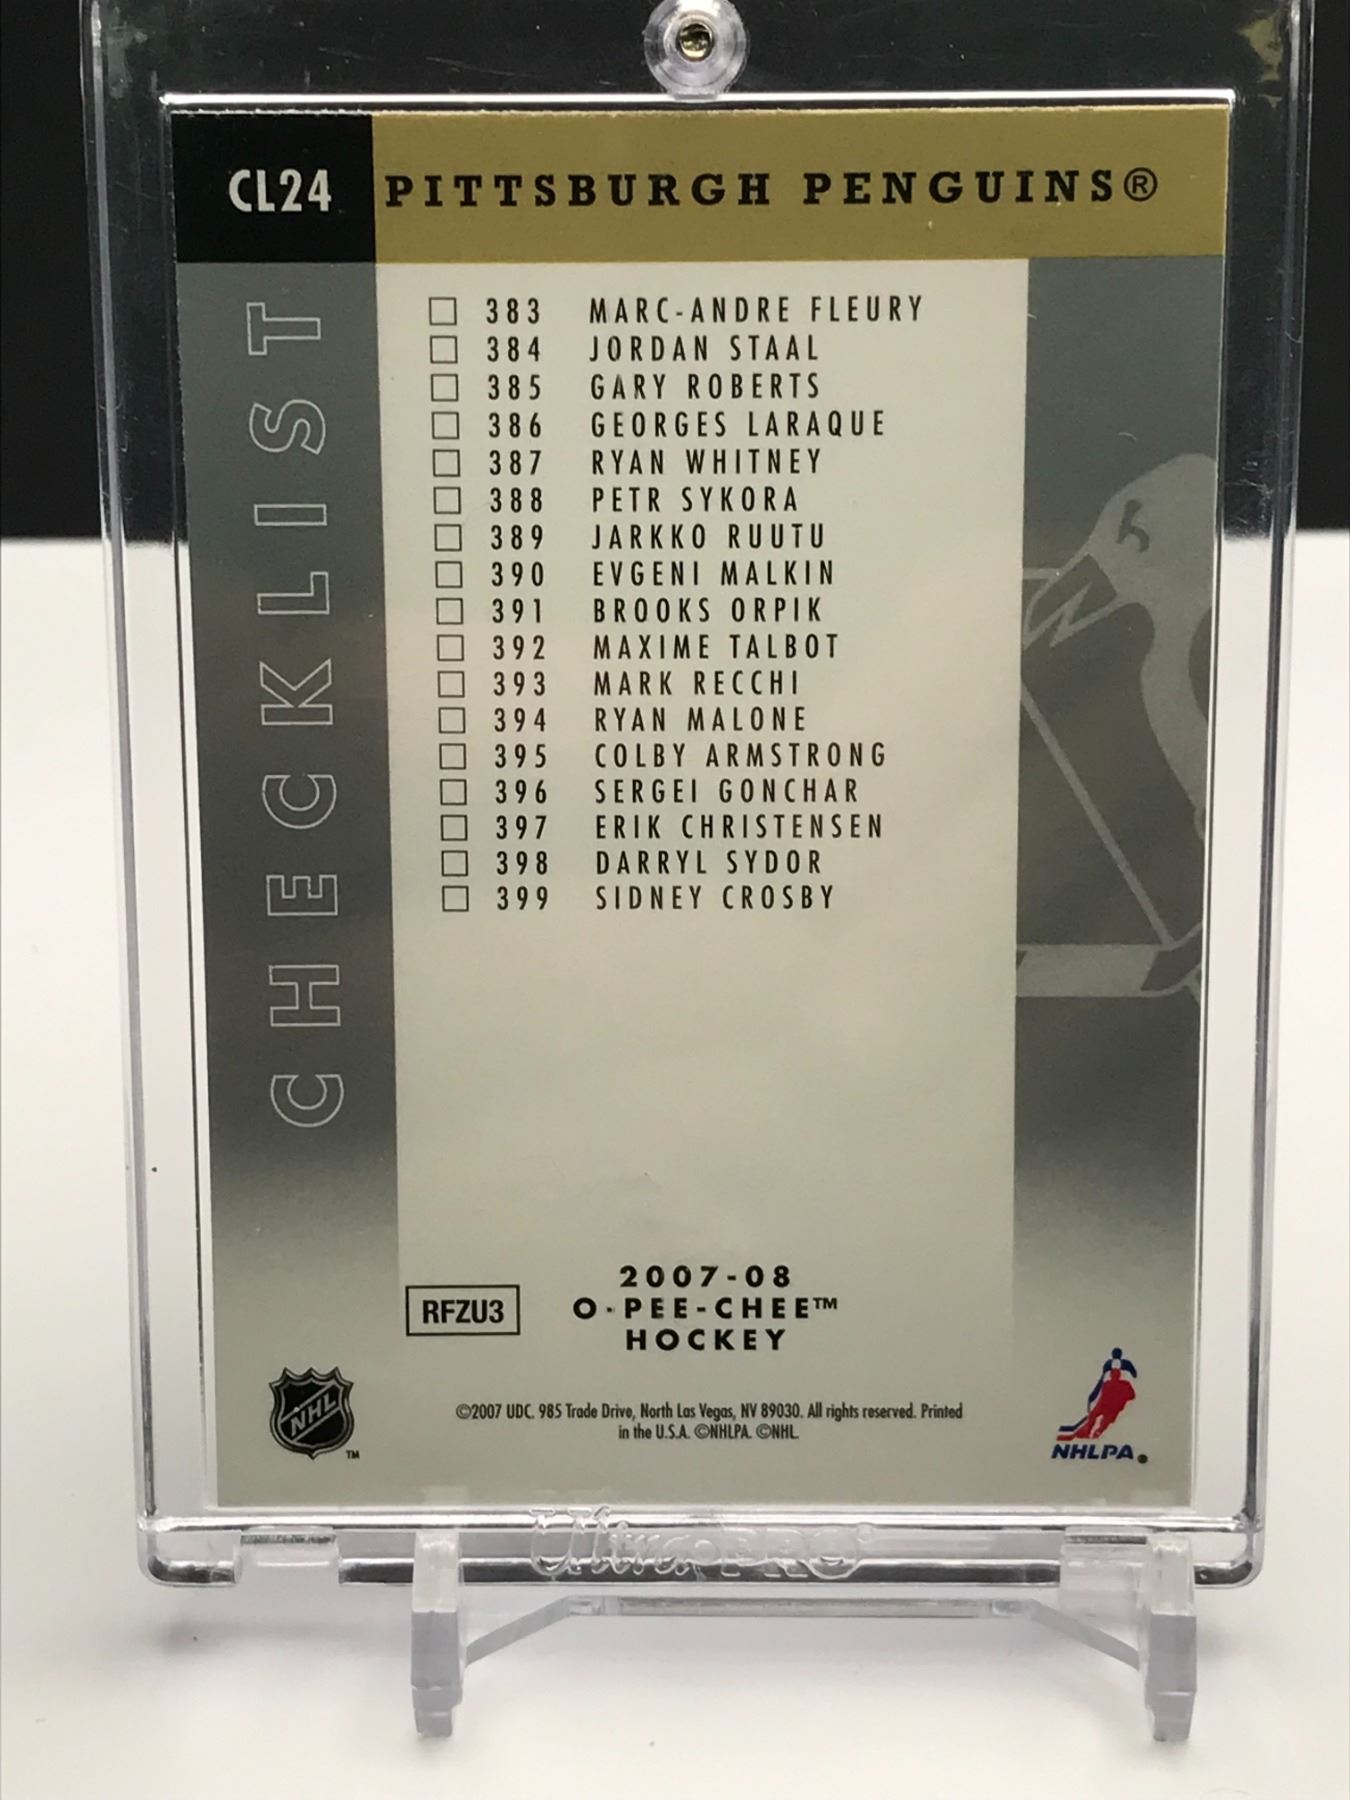 CL24 PITTSBURGH PENGUINS®
CHECKLIST
383 MARC-ANDRE FLEURY
384 JORDAN STAAL
385 GARY ROBERTS
386 GEORGES LARAQUE
387 RYAN WHITNEY
388 PETR SYKORA
389 JARKKO RUUTU
390 EVGENI MALKIN
391 BROOKS ORPIK
392 MAXIME TALBOT
393 MARK RECCHI
394 RYAN MALONE
395 COLBY ARMSTRONG
396 SERGEI GONCHAR
397 ERIK CHRISTENSEN
398 DARRYL SYDOR
399 SIDNEY CROSBY
2007-08
O-PEE-CHEE™
HOCKEY
RFZU3
NHL™
©2007 UDC. 985 Trade Drive, North Las Vegas, NV 89030. All rights reserved. Printed
in the U.S.A. ©NHLPA. ©NHL.
NHLPA.
Ultra PRO